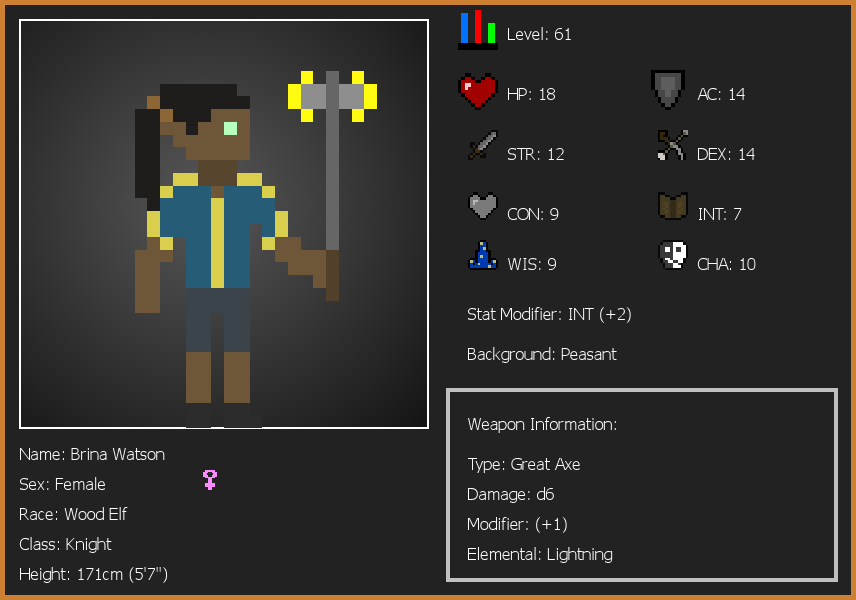 Level: 61
HP: 18
AC: 14
STR: 12
DEX: 14
CON: 9
INT: 7
WIS: 9
CHA: 10
Stat Modifier: INT (+2)
Background: Peasant
Weapon Information:
Type: Great Axe
Damage: d6
Modifier: (+1)
Elemental: Lightning
Name: Brina Watson
Sex: Female
Race: Wood Elf
Class: Knight
Height: 171cm (5'7")